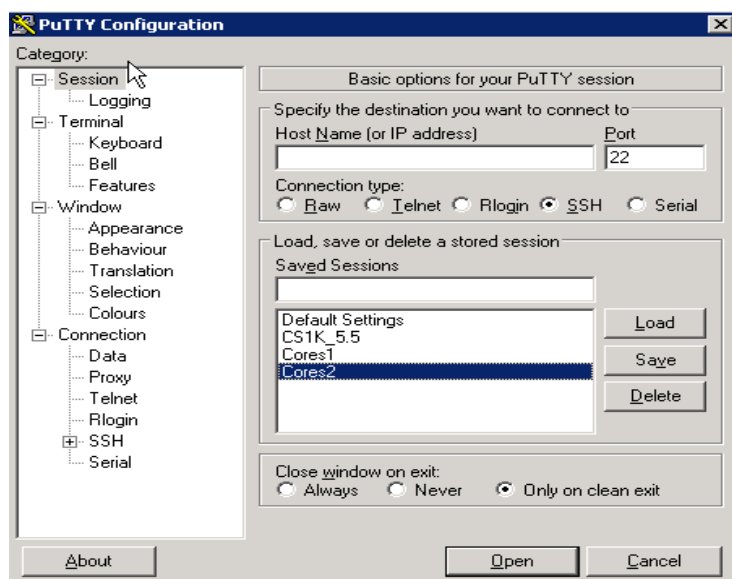 PuTTY Configuration
Category:
Session
Logging
Terminal
Keyboard
Bell
Features
Window
Appearance
Behaviour
Translation
Selection
Colours
Connection
Data
Proxy
Telnet
Rlogin
SSH
Serial
Basic options for your PuTTY session
Specify the destination you want to connect to
Host Name (or IP address) Port
22
Connection type:
Raw Telnet Rlogin SSH Serial
Load, save or delete a stored session
Saved Sessions
Default Settings
CS1K_5.5
Cores1
Cores2
Load
Save
Delete
Close window on exit:
Always Never Only on clean exit
About Open Cancel